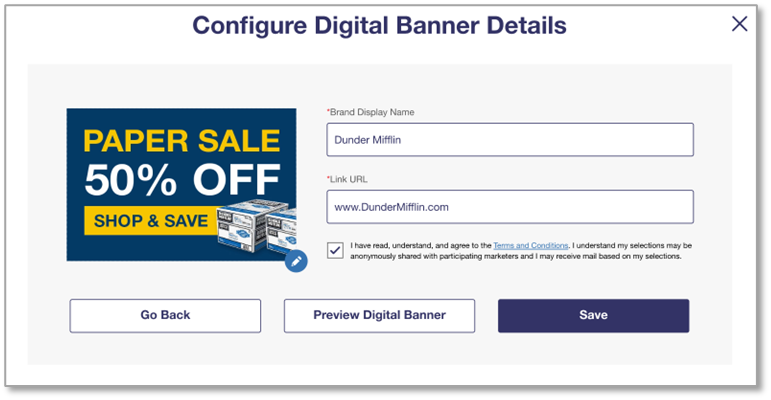 Configure Digital Banner Details
PAPER SALE
50% OFF
SHOP & SAVE
*Brand Display Name
Dunder Mifflin
*Link URL
www.DunderMifflin.com
I have read, understand, and agree to the Terms and Conditions. I understand my selections may be
anonymously shared with participating marketers and I may receive mail based on my selections.
Go Back
Preview Digital Banner
Save